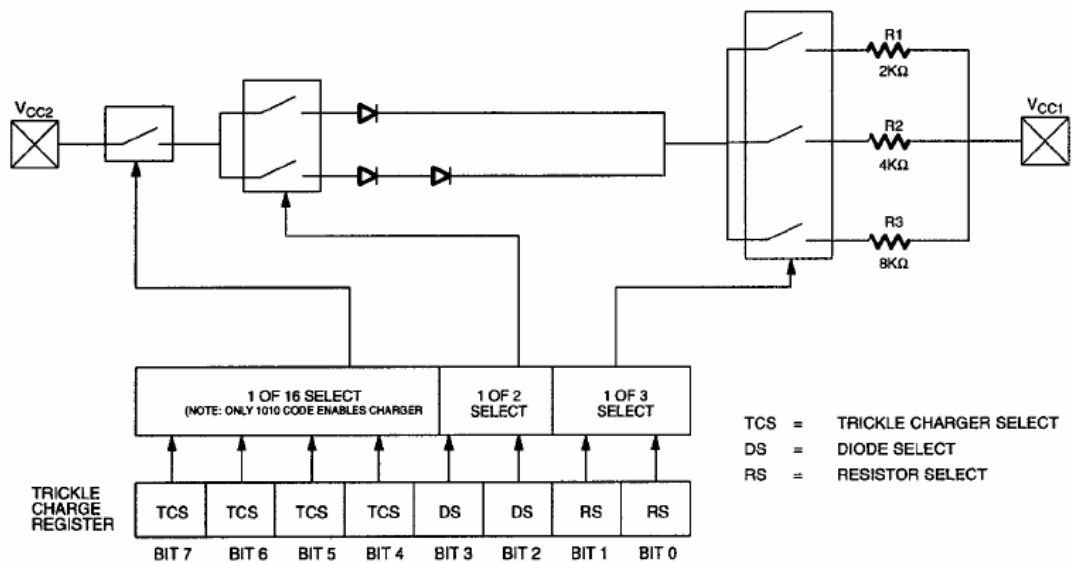 R1
2KΩ
VCC2
VCC1
R2
4KΩ
R3
8KΩ
1 OF 16 SELECT
(NOTE: ONLY 1010 CODE ENABLES CHARGER
1 OF 2
SELECT
1 OF 3
SELECT
TCS = TRICKLE CHARGER SELECT
DS = DIODE SELECT
RS = RESISTOR SELECT
TRICKLE
CHARGE
REGISTER
TCS TCS TCS TCS DS DS RS RS
BIT 7 BIT 6 BIT 5 BIT 4 BIT 3 BIT 2 BIT 1 BIT 0